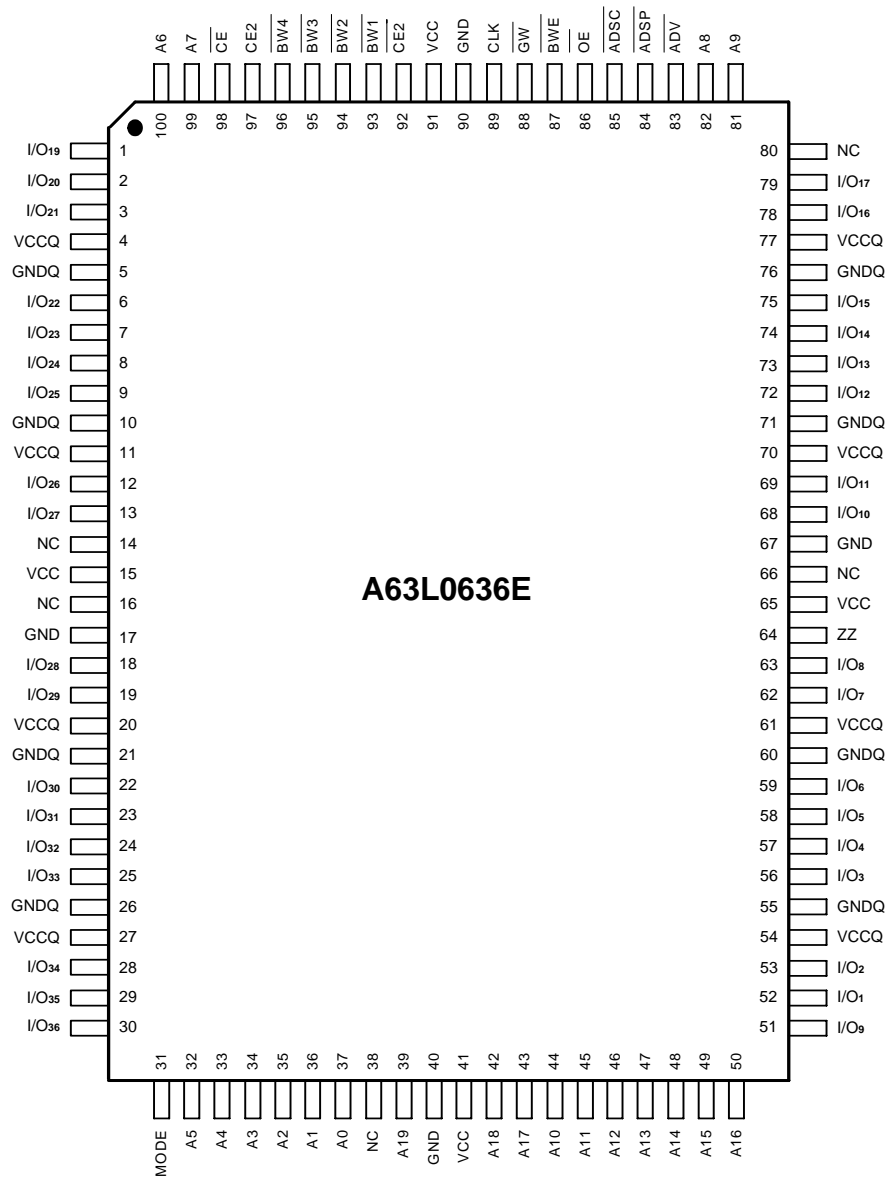 A6 A7 CE CE2 BW4 BW3 BW2 BW1 CE2 VCC GND CLK GW BWE OE ADSC ADSP ADV A8 A9
100 99 98 97 96 95 94 93 92 91 90 89 88 87 86 85 84 83 82 81
I/O19 1 80 NC
I/O20 2 79 I/O17
I/O21 3 78 I/O16
VCCQ 4 77 VCCQ
GNDQ 5 76 GNDQ
I/O22 6 75 I/O15
I/O23 7 74 I/O14
I/O24 8 73 I/O13
I/O25 9 72 I/O12
GNDQ 10 71 GNDQ
VCCQ 11 70 VCCQ
I/O26 12 69 I/O11
I/O27 13 68 I/O10
NC 14 67 GND
VCC 15 66 NC
A63L0636E
NC 16 65 VCC
GND 17 64 ZZ
I/O28 18 63 I/O8
I/O29 19 62 I/O7
VCCQ 20 61 VCCQ
GNDQ 21 60 GNDQ
I/O30 22 59 I/O6
I/O31 23 58 I/O5
I/O32 24 57 I/O4
I/O33 25 56 I/O3
GNDQ 26 55 GNDQ
VCCQ 27 54 VCCQ
I/O34 28 53 I/O2
I/O35 29 52 I/O1
I/O36 30 51 I/O9
31 32 33 34 35 36 37 38 39 40 41 42 43 44 45 46 47 48 49 50
MODE A5 A4 A3 A2 A1 A0 NC A19 GND VCC A18 A17 A10 A11 A12 A13 A14 A15 A16